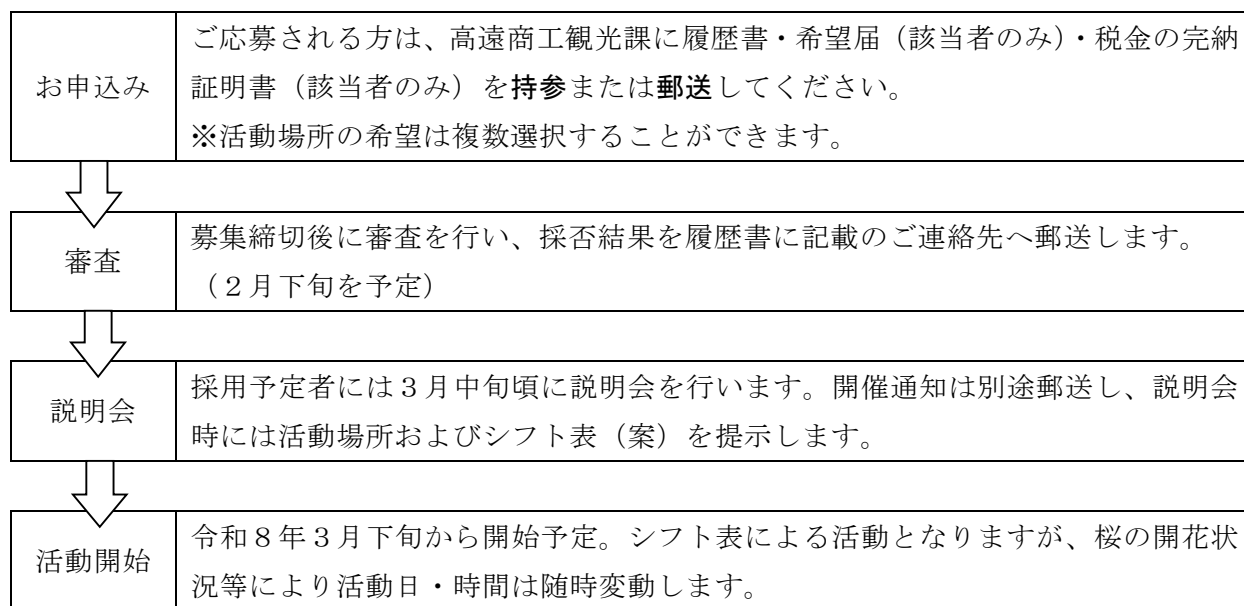 お申込み
ご応募される方は、高遠商工観光課に履歴書・希望届（該当者のみ）・税金の完納
証明書（該当者のみ）を持参または郵送してください。
※活動場所の希望は複数選択することができます。
審査
募集締切後に審査を行い、採否結果を履歴書に記載のご連絡先へ郵送します。
（２月下旬を予定）
説明会
採用予定者には３月中旬頃に説明会を行います。開催通知は別途郵送し、説明会
時には活動場所およびシフト表（案）を提示します。
活動開始
令和８年３月下旬から開始予定。シフト表による活動となりますが、桜の開花状
況等により活動日・時間は随時変動します。